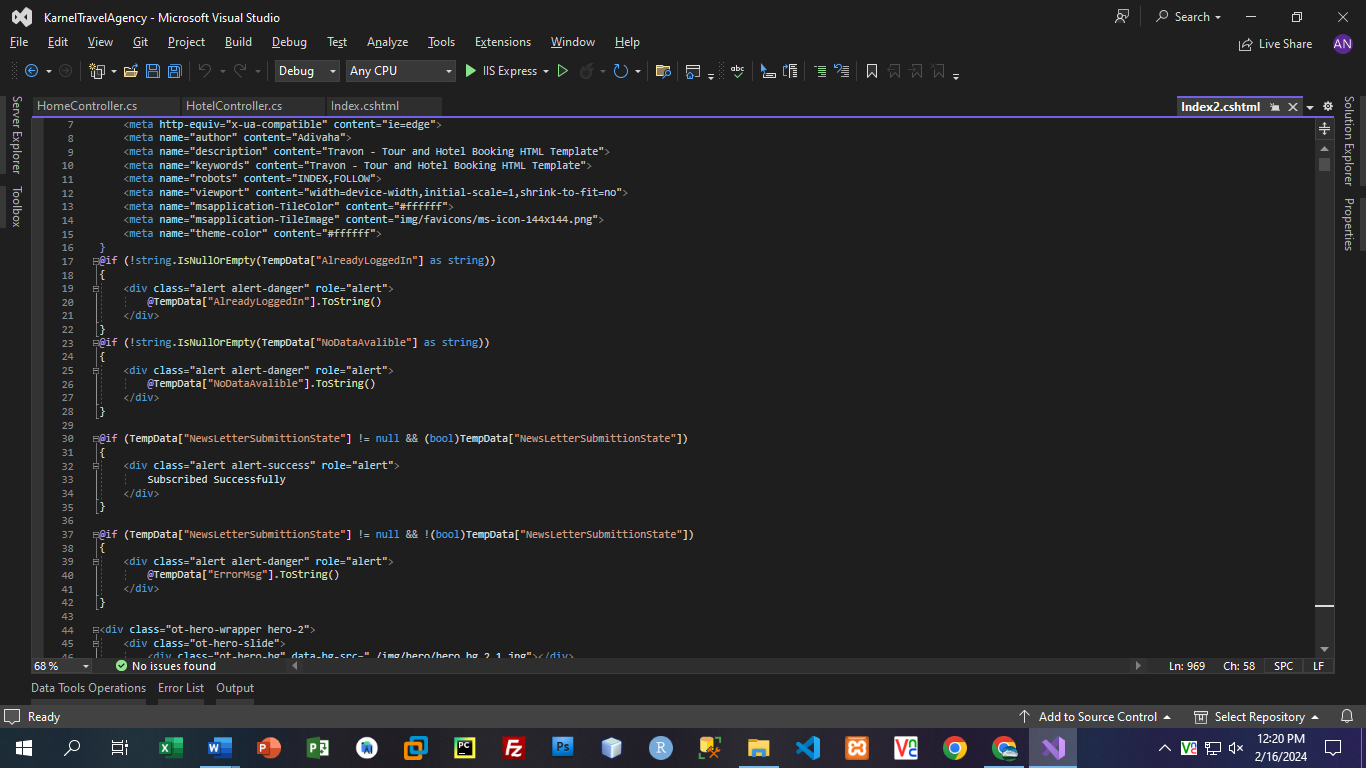 KarnelTravelAgency - Microsoft Visual Studio
Search
File Edit View Git Project Build Debug Test Analyze Tools Extensions Window Help
Live Share
AN
Debug Any CPU IIS Express
HomeController.cs HotelController.cs Index.cshtml Index2.cshtml
Server Explorer
Toolbox
Solution Explorer
Properties
7 <meta http-equiv="x-ua-compatible" content="ie=edge">
8 <meta name="author" content="Adivaha">
9 <meta name="description" content="Travon - Tour and Hotel Booking HTML Template">
10 <meta name="keywords" content="Travon - Tour and Hotel Booking HTML Template">
11 <meta name="robots" content="INDEX,FOLLOW">
12 <meta name="viewport" content="width=device-width,initial-scale=1,shrink-to-fit=no">
13 <meta name="msapplication-TileColor" content="#ffffff">
14 <meta name="msapplication-TileImage" content="img/favicons/ms-icon-144x144.png">
15 <meta name="theme-color" content="#ffffff">
16 }
17 @if (!string.IsNullOrEmpty(TempData["AlreadyLoggedIn"] as string))
18 {
19 <div class="alert alert-danger" role="alert">
20 @TempData["AlreadyLoggedIn"].ToString()
21 </div>
22 }
23 @if (!string.IsNullOrEmpty(TempData["NoDataAvalible"] as string))
24 {
25 <div class="alert alert-danger" role="alert">
26 @TempData["NoDataAvalible"].ToString()
27 </div>
28 }
29
30 @if (TempData["NewsLetterSubmittionState"] != null && (bool)TempData["NewsLetterSubmittionState"])
31 {
32 <div class="alert alert-success" role="alert">
33 Subscribed Successfully
34 </div>
35 }
36
37 @if (TempData["NewsLetterSubmittionState"] != null && !(bool)TempData["NewsLetterSubmittionState"])
38 {
39 <div class="alert alert-danger" role="alert">
40 @TempData["ErrorMsg"].ToString()
41 </div>
42 }
43
44 <div class="ot-hero-wrapper hero-2">
45 <div class="ot-hero-slide">
46 <div class="ot-hero-bg" data-bg-src="./img/hero/hero_bg_2_1.jpg"></div>
68 % No issues found Ln: 969 Ch: 58 SPC LF
Data Tools Operations Error List Output
Ready Add to Source Control Select Repository
12:20 PM
2/16/2024